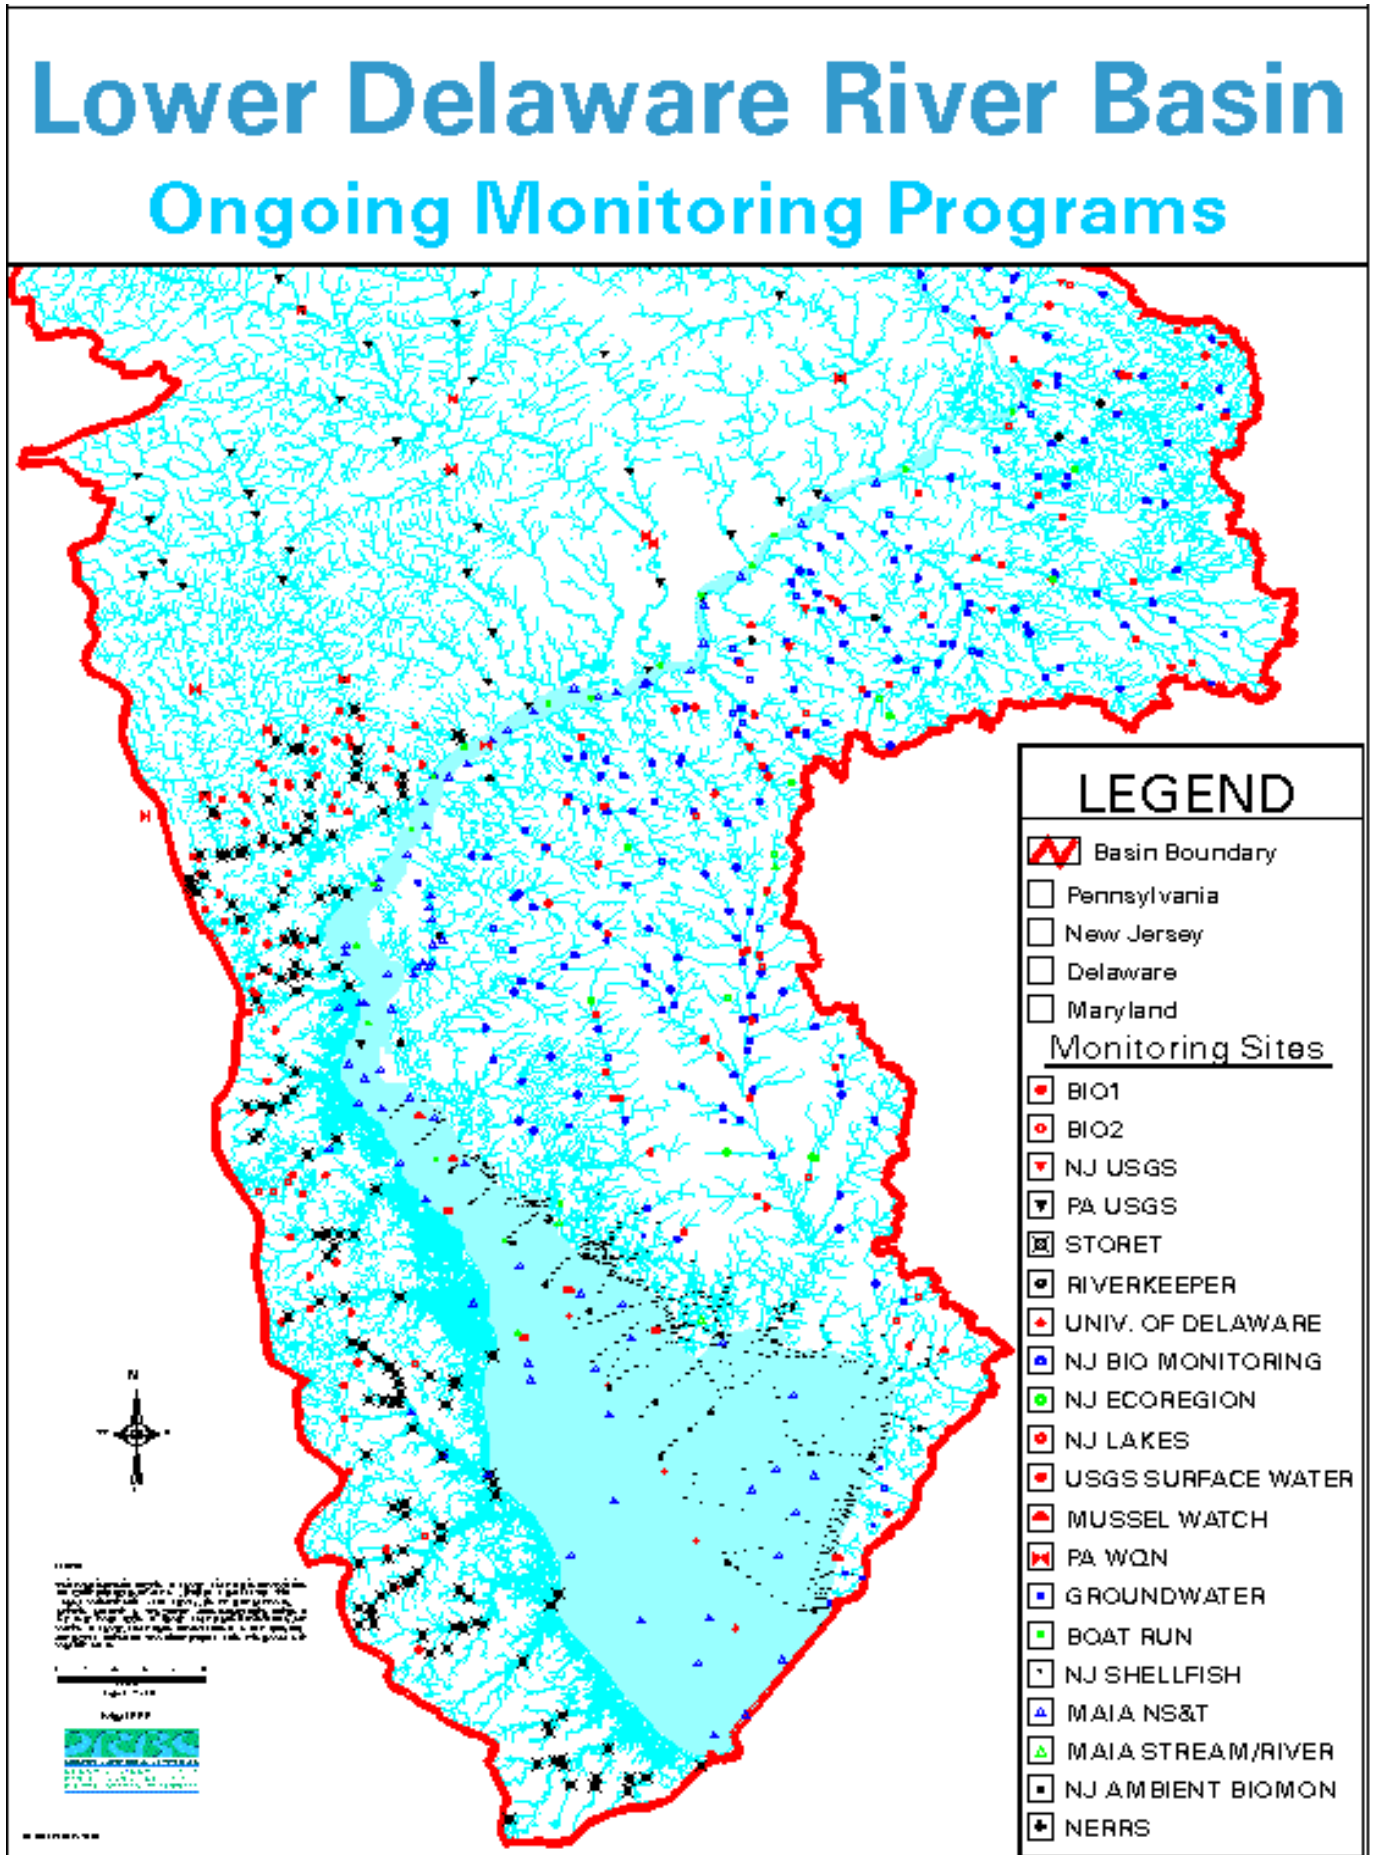 Lower Delaware River Basin
Ongoing Monitoring Programs
LEGEND
Basin Boundary
Pennsylvania
New Jersey
Delaware
Maryland
Monitoring Sites
BIO1
BIO2
NJ USGS
PA USGS
STORET
RIVERKEEPER
UNIV. OF DELAWARE
NJ BIO MONITORING
NJ ECOREGION
NJ LAKES
USGS SURFACE WATER
MUSSEL WATCH
PA WQN
GROUNDWATER
BOAT RUN
NJ SHELLFISH
MAIA NS&T
MAIA STREAM/RIVER
NJ AMBIENT BIOMON
NERRS
N